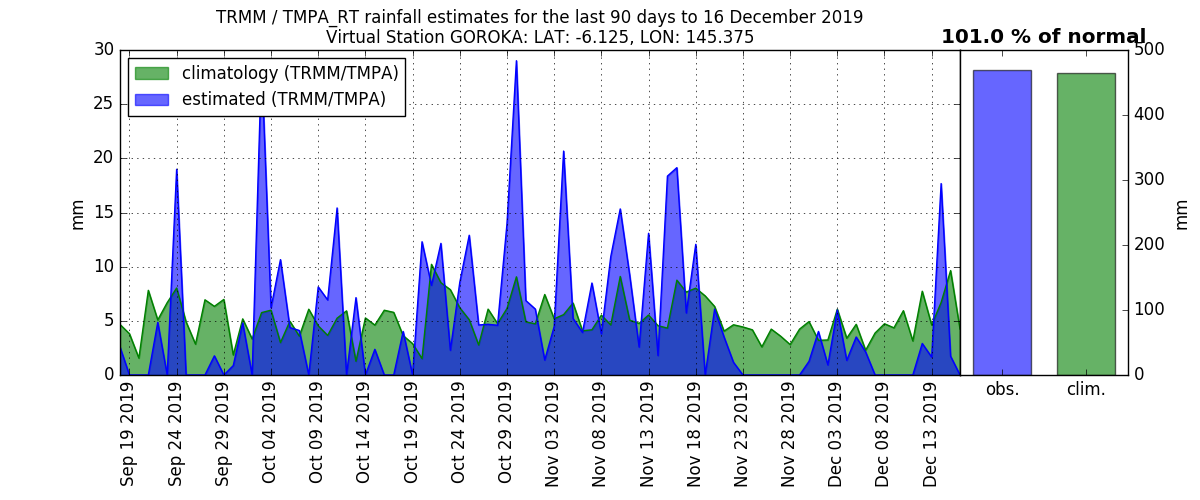 TRMM / TMPA_RT rainfall estimates for the last 90 days to 16 December 2019
Virtual Station GOROKA: LAT: -6.125, LON: 145.375
101.0 % of normal
climatology (TRMM/TMPA)
estimated (TRMM/TMPA)
30
25
20
15
10
5
0
mm
Sep 19 2019
Sep 24 2019
Sep 29 2019
Oct 04 2019
Oct 09 2019
Oct 14 2019
Oct 19 2019
Oct 24 2019
Oct 29 2019
Nov 03 2019
Nov 08 2019
Nov 13 2019
Nov 18 2019
Nov 23 2019
Nov 28 2019
Dec 03 2019
Dec 08 2019
Dec 13 2019
obs.
clim.
500
400
300
200
100
0
mm